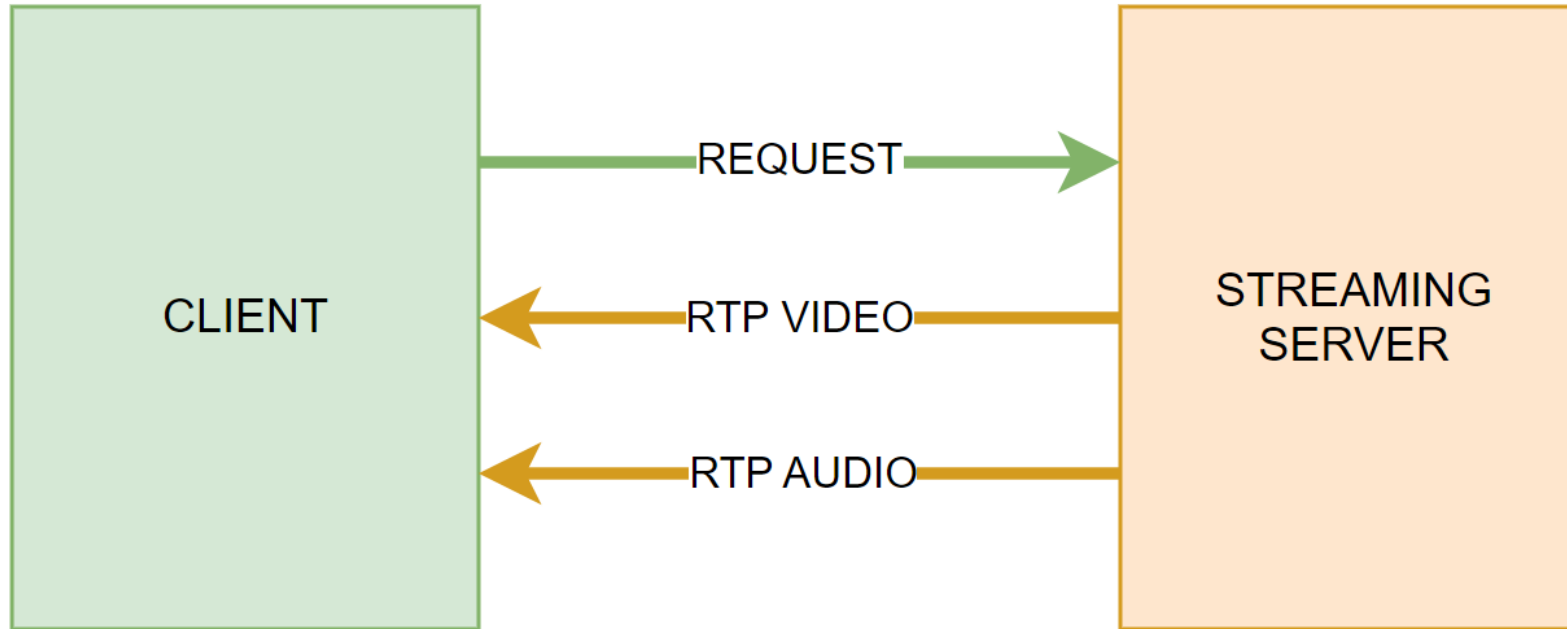 REQUEST
CLIENT
RTP VIDEO
STREAMING
SERVER
RTP AUDIO